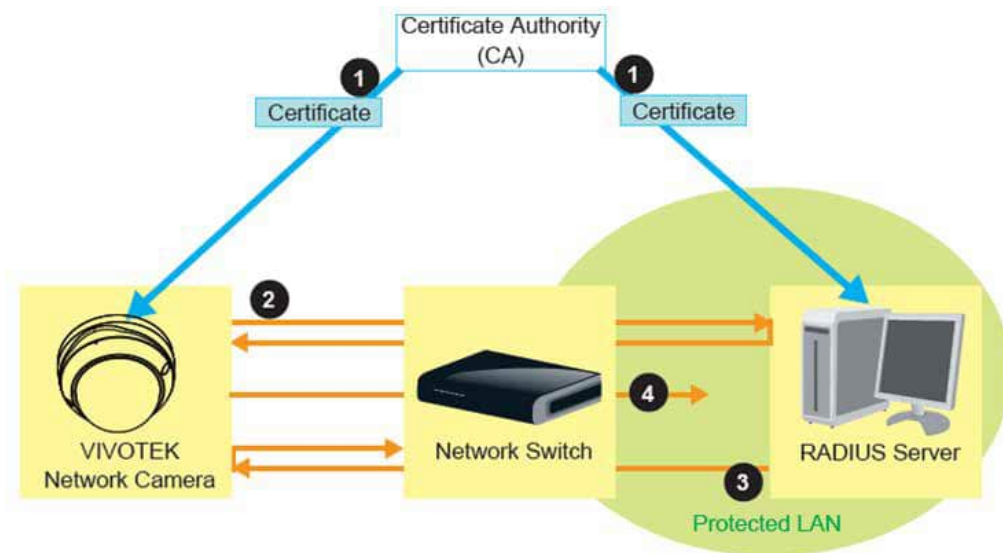 Certificate Authority
(CA)
1
1
Certificate
Certificate
2
4
VIVOTEK
Network Camera
Network Switch
RADIUS Server
3
Protected LAN